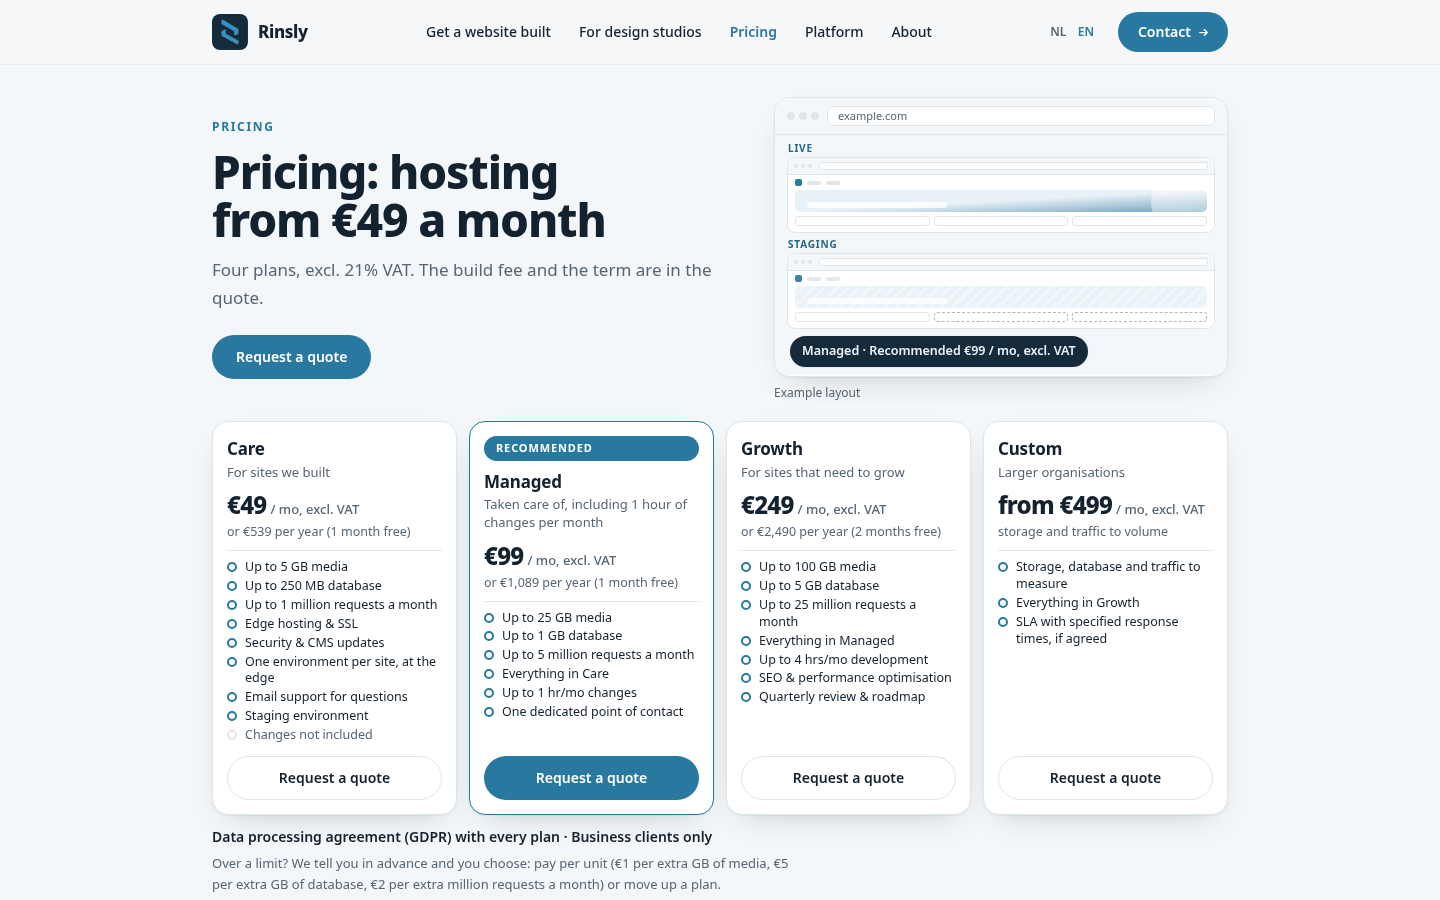 Rinsly
Get a website built
For design studios
Pricing
Platform
About
NL · EN
Contact →
PRICING
Pricing: hosting
from €49 a month
Four plans, excl. 21% VAT. The build fee and the term are in the
quote.
Request a quote
example.com
LIVE
STAGING
Managed · Recommended €99 / mo, excl. VAT
Example layout
Care
For sites we built
€49 / mo, excl. VAT
or €539 per year (1 month free)
Up to 5 GB media
Up to 250 MB database
Up to 1 million requests a month
Edge hosting & SSL
Security & CMS updates
One environment per site, at the
edge
Email support for questions
Staging environment
Changes not included
Request a quote
RECOMMENDED
Managed
Taken care of, including 1 hour of
changes per month
€99 / mo, excl. VAT
or €1,089 per year (1 month free)
Up to 25 GB media
Up to 1 GB database
Up to 5 million requests a month
Everything in Care
Up to 1 hr/mo changes
One dedicated point of contact
Request a quote
Growth
For sites that need to grow
€249 / mo, excl. VAT
or €2,490 per year (2 months free)
Up to 100 GB media
Up to 5 GB database
Up to 25 million requests a
month
Everything in Managed
Up to 4 hrs/mo development
SEO & performance optimisation
Quarterly review & roadmap
Request a quote
Custom
Larger organisations
from €499 / mo, excl. VAT
storage and traffic to volume
Storage, database and traffic to
measure
Everything in Growth
SLA with specified response
times, if agreed
Request a quote
Data processing agreement (GDPR) with every plan · Business clients only
Over a limit? We tell you in advance and you choose: pay per unit (€1 per extra GB of media, €5
per extra GB of database, €2 per extra million requests a month) or move up a plan.